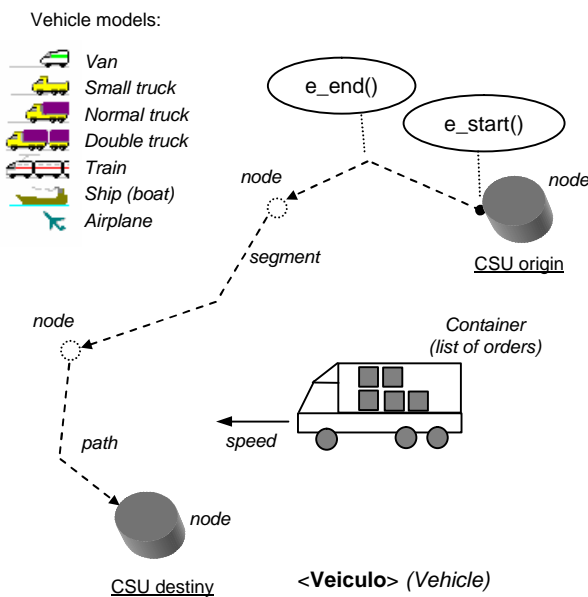 Vehicle models:
Van
Small truck
Normal truck
Double truck
Train
Ship (boat)
Airplane
e_end()
e_start()
node
node
CSU origin
segment
node
Container
(list of orders)
speed
path
node
CSU destiny
<Veiculo> (Vehicle)